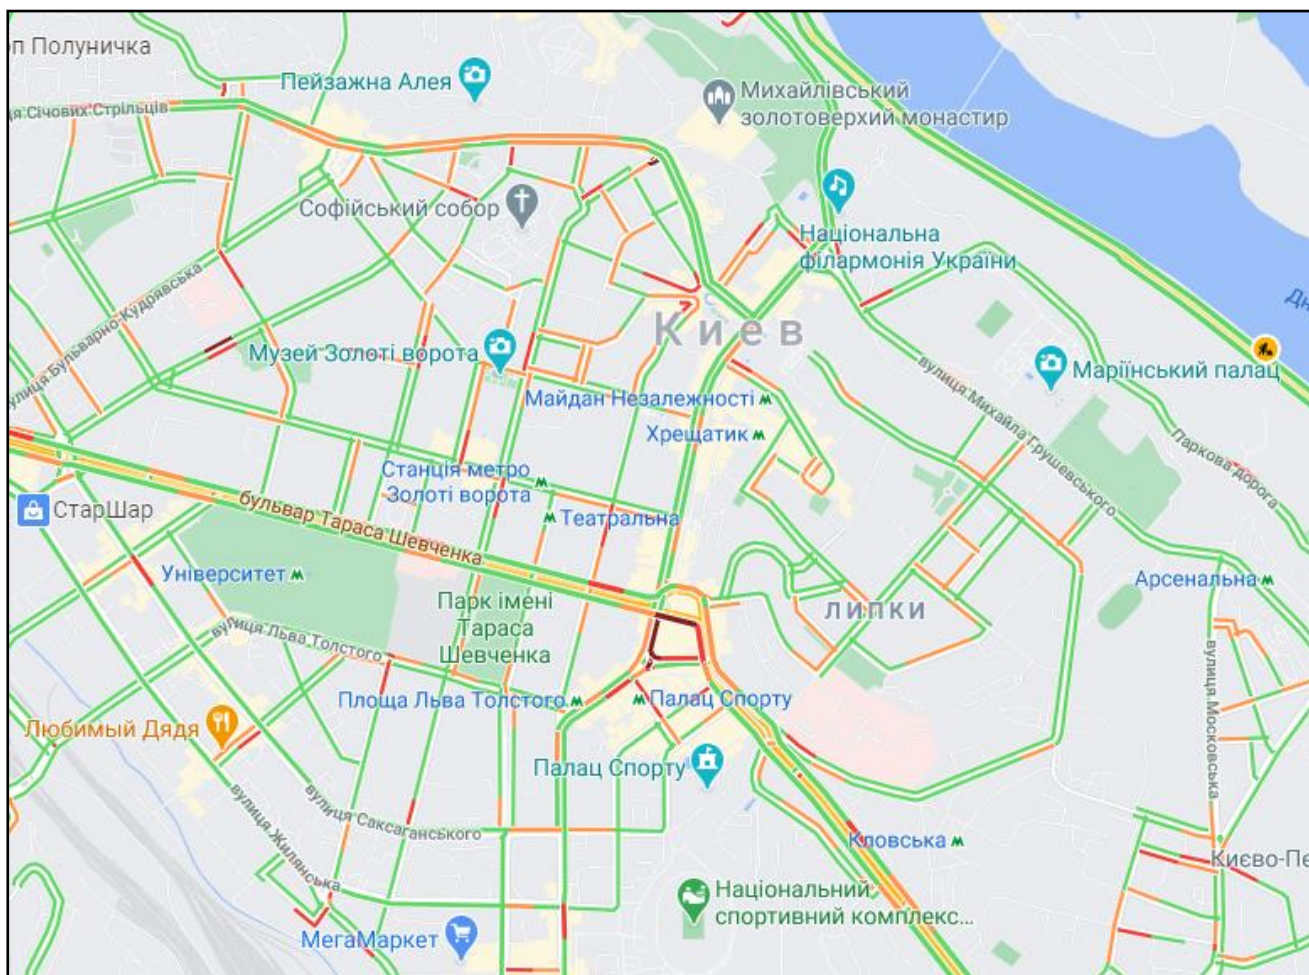 п Полуничка
Пейзажна Алея
Михайлівський
золотоверхий монастир
я Січових Стрільців
Софійський собор
Національна
філармонія України
Київ
вулиця Бульварно-Кудрявська
Музей Золоті ворота
Маріїнський палац
Майдан Незалежності
Хрещатик
вулиця Михайла Грушевського
Паркова дорога
Станція метро
Золоті ворота
СтарШар
бульвар Тараса Шевченка
Театральна
Університет
Арсенальна
Парк імені
Тараса
Шевченка
ЛИПКИ
вулиця Льва Толстого
Площа Льва Толстого
Палац Спорту
вулиця Московська
Любимый Дядя
Палац Спорту
вулиця Саксаганського
вулиця Жилянська
Кловська
Києво-Пе
Національний
спортивний комплекс...
МегаМаркет